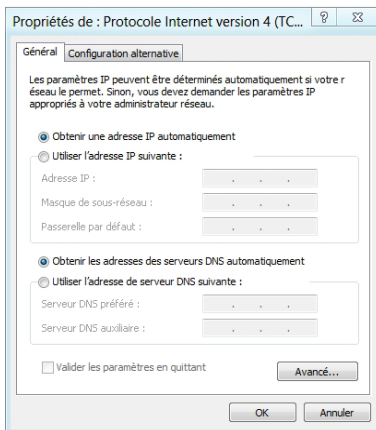 Propriétés de : Protocole Internet version 4 (TC...
Général
Configuration alternative
Les paramètres IP peuvent être déterminés automatiquement si votre r
éseau le permet. Sinon, vous devez demander les paramètres IP
appropriés à votre administrateur réseau.
Obtenir une adresse IP automatiquement
Utiliser l'adresse IP suivante :
Adresse IP :
Masque de sous-réseau :
Passerelle par défaut :
Obtenir les adresses des serveurs DNS automatiquement
Utiliser l'adresse de serveur DNS suivante :
Serveur DNS préféré :
Serveur DNS auxiliaire :
Valider les paramètres en quittant
Avancé...
OK
Annuler